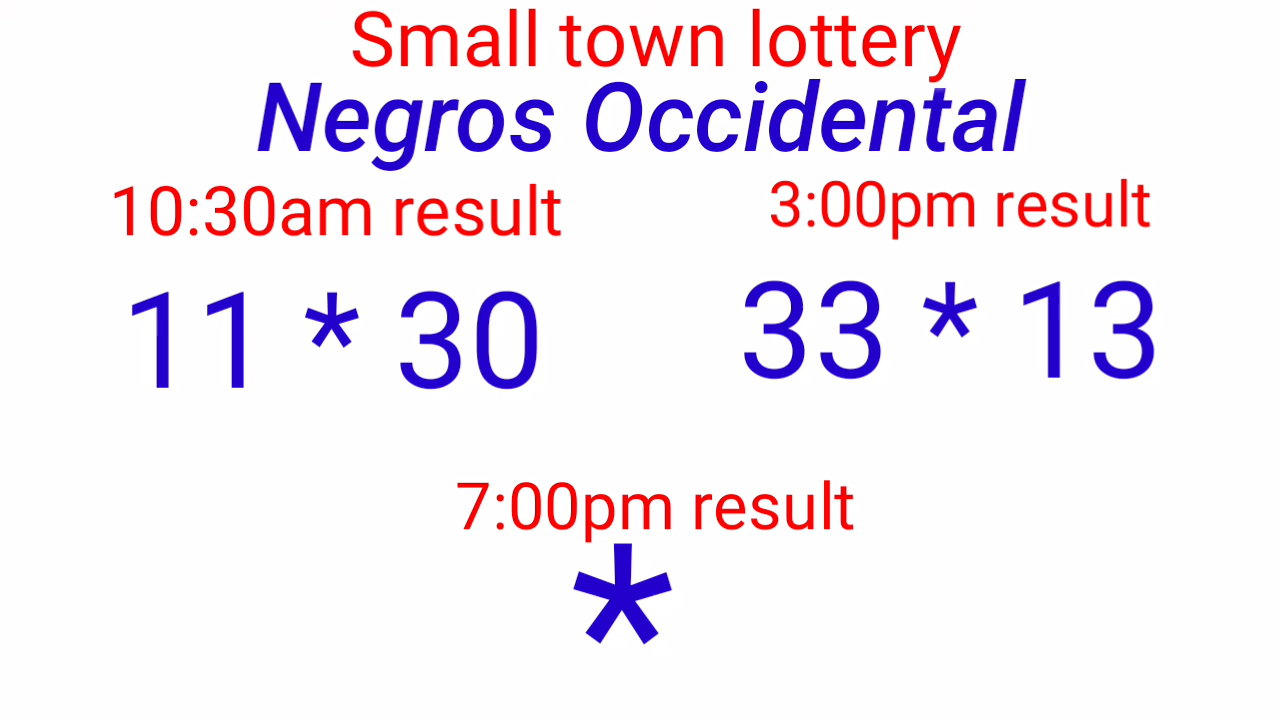 Small town lottery
Negros Occidental
10:30am result
11 * 30
3:00pm result
33 * 13
7:00pm result
*